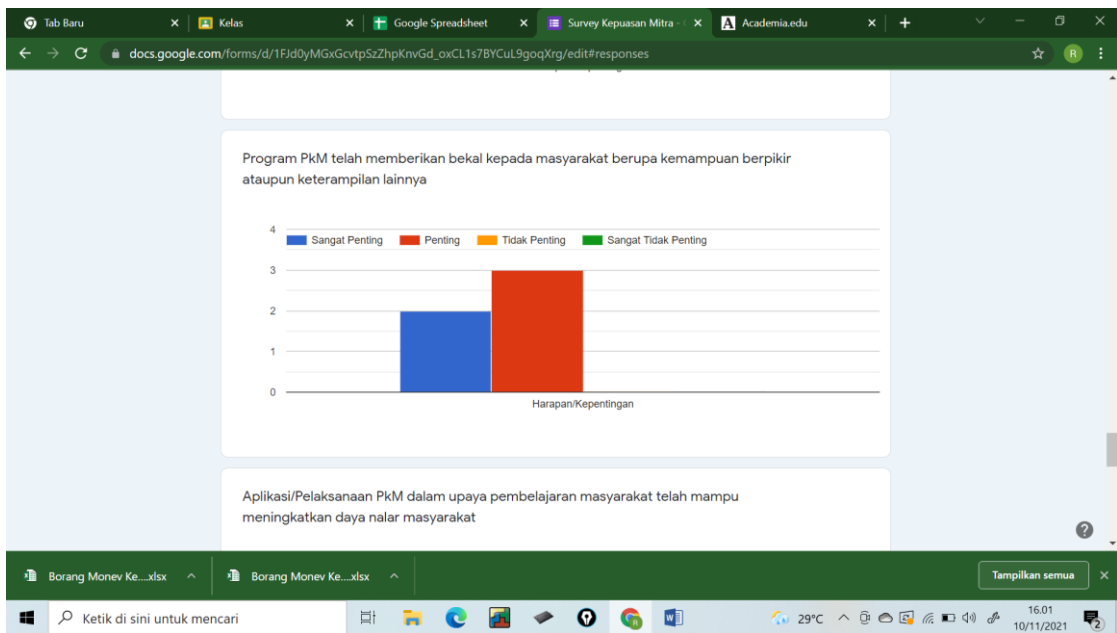 Tab Baru
Kelas
Google Spreadsheet
Survey Kepuasan Mitra -
Academia.edu
docs.google.com/forms/d/1FJd0yMGxGcvtpSzZhpKnvGd_oxCL1s7BYCuL9goqXrg/edit#responses
R
Program PkM telah memberikan bekal kepada masyarakat berupa kemampuan berpikir
ataupun keterampilan lainnya
4
Sangat Penting Penting Tidak Penting Sangat Tidak Penting
3
2
1
0
Harapan/Kepentingan
Aplikasi/Pelaksanaan PkM dalam upaya pembelajaran masyarakat telah mampu
meningkatkan daya nalar masyarakat
Borang Monev Ke....xlsx
Borang Monev Ke....xlsx
Tampilkan semua
Ketik di sini untuk mencari
29°C
16.01
10/11/2021
2